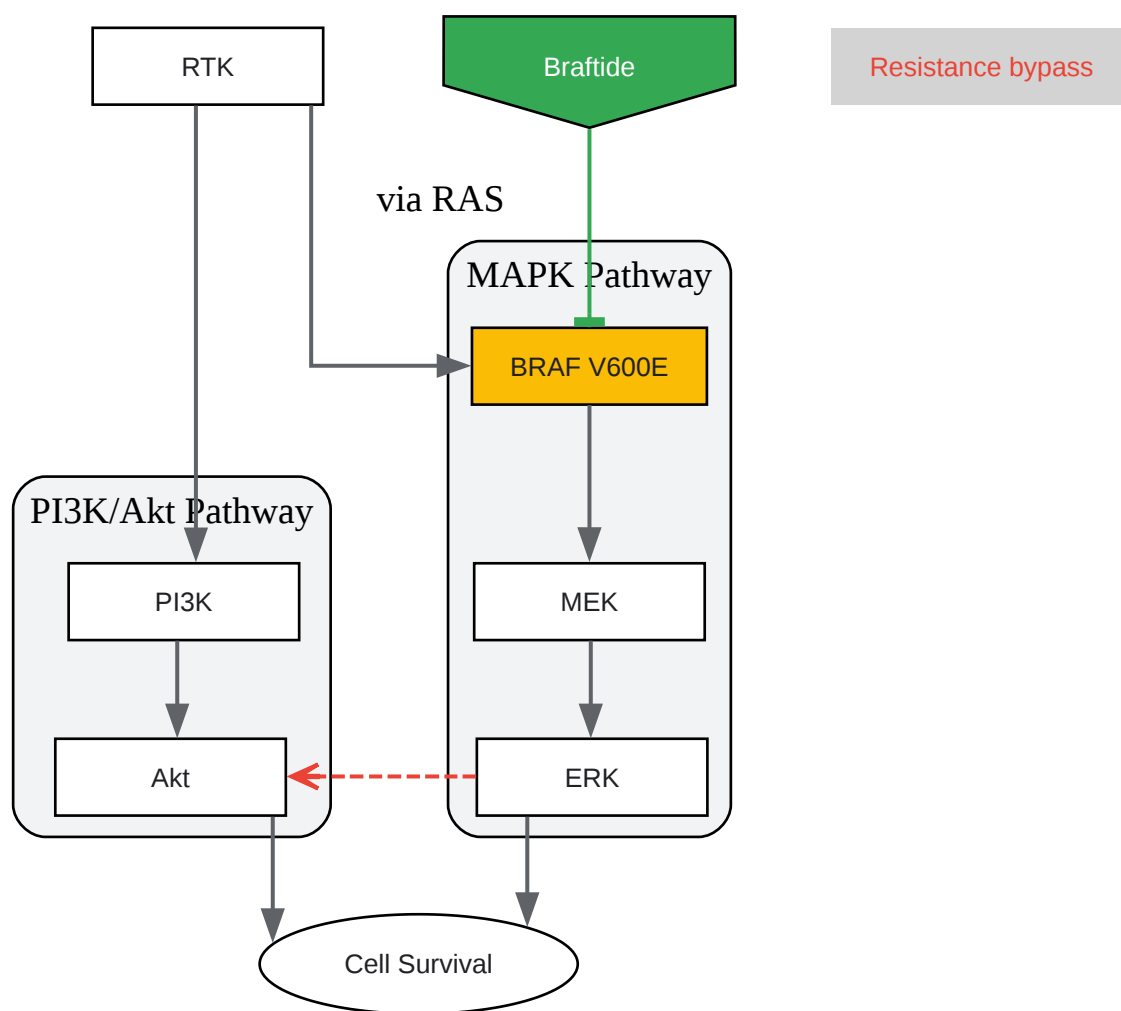 RTK
Braftide
Resistance bypass
via RAS
MAPK Pathway
BRAF V600E
PI3K/Akt Pathway
PI3K
MEK
Akt
ERK
Cell Survival